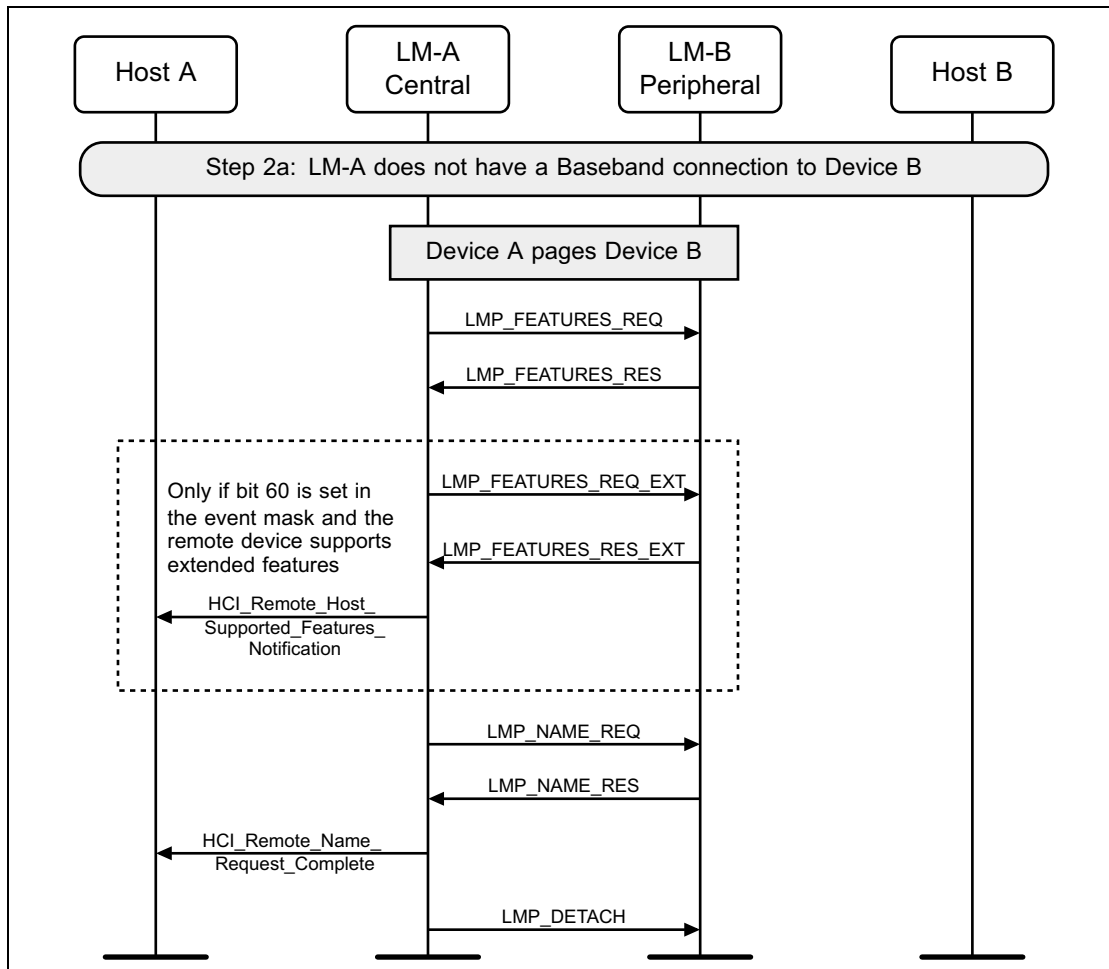 Host A
LM-A
Central
LM-B
Peripheral
Host B
Step 2a: LM-A does not have a Baseband connection to Device B
Device A pages Device B
LMP_FEATURES_REQ
LMP_FEATURES_RES
Only if bit 60 is set in
the event mask and the
remote device supports
extended features
LMP_FEATURES_REQ_EXT
LMP_FEATURES_RES_EXT
HCI_Remote_Host_
Supported_Features_
Notification
LMP_NAME_REQ
LMP_NAME_RES
HCI_Remote_Name_
Request_Complete
LMP_DETACH